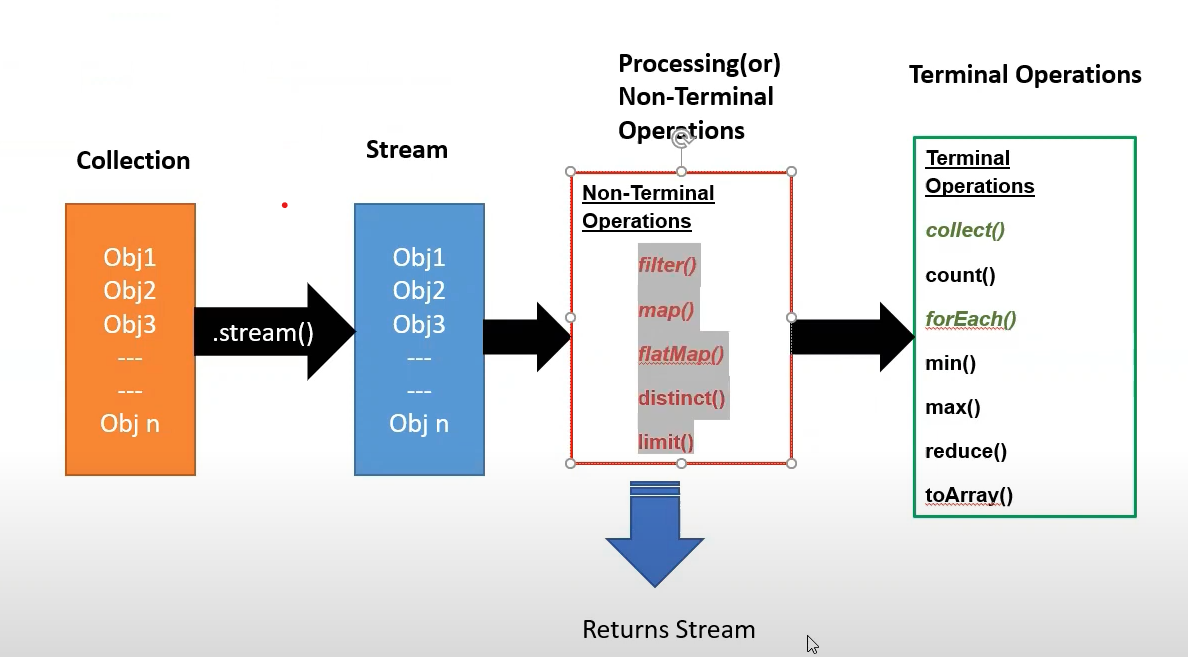 Collection
Obj1
Obj2
Obj3
---
---
Obj n
.stream()
Stream
Obj1
Obj2
Obj3
---
---
Obj n
Processing(or)
Non-Terminal
Operations
Non-Terminal
Operations
filter()
map()
flatMap()
distinct()
limit()
Returns Stream
Terminal Operations
Terminal
Operations
collect()
count()
forEach()
min()
max()
reduce()
toArray()